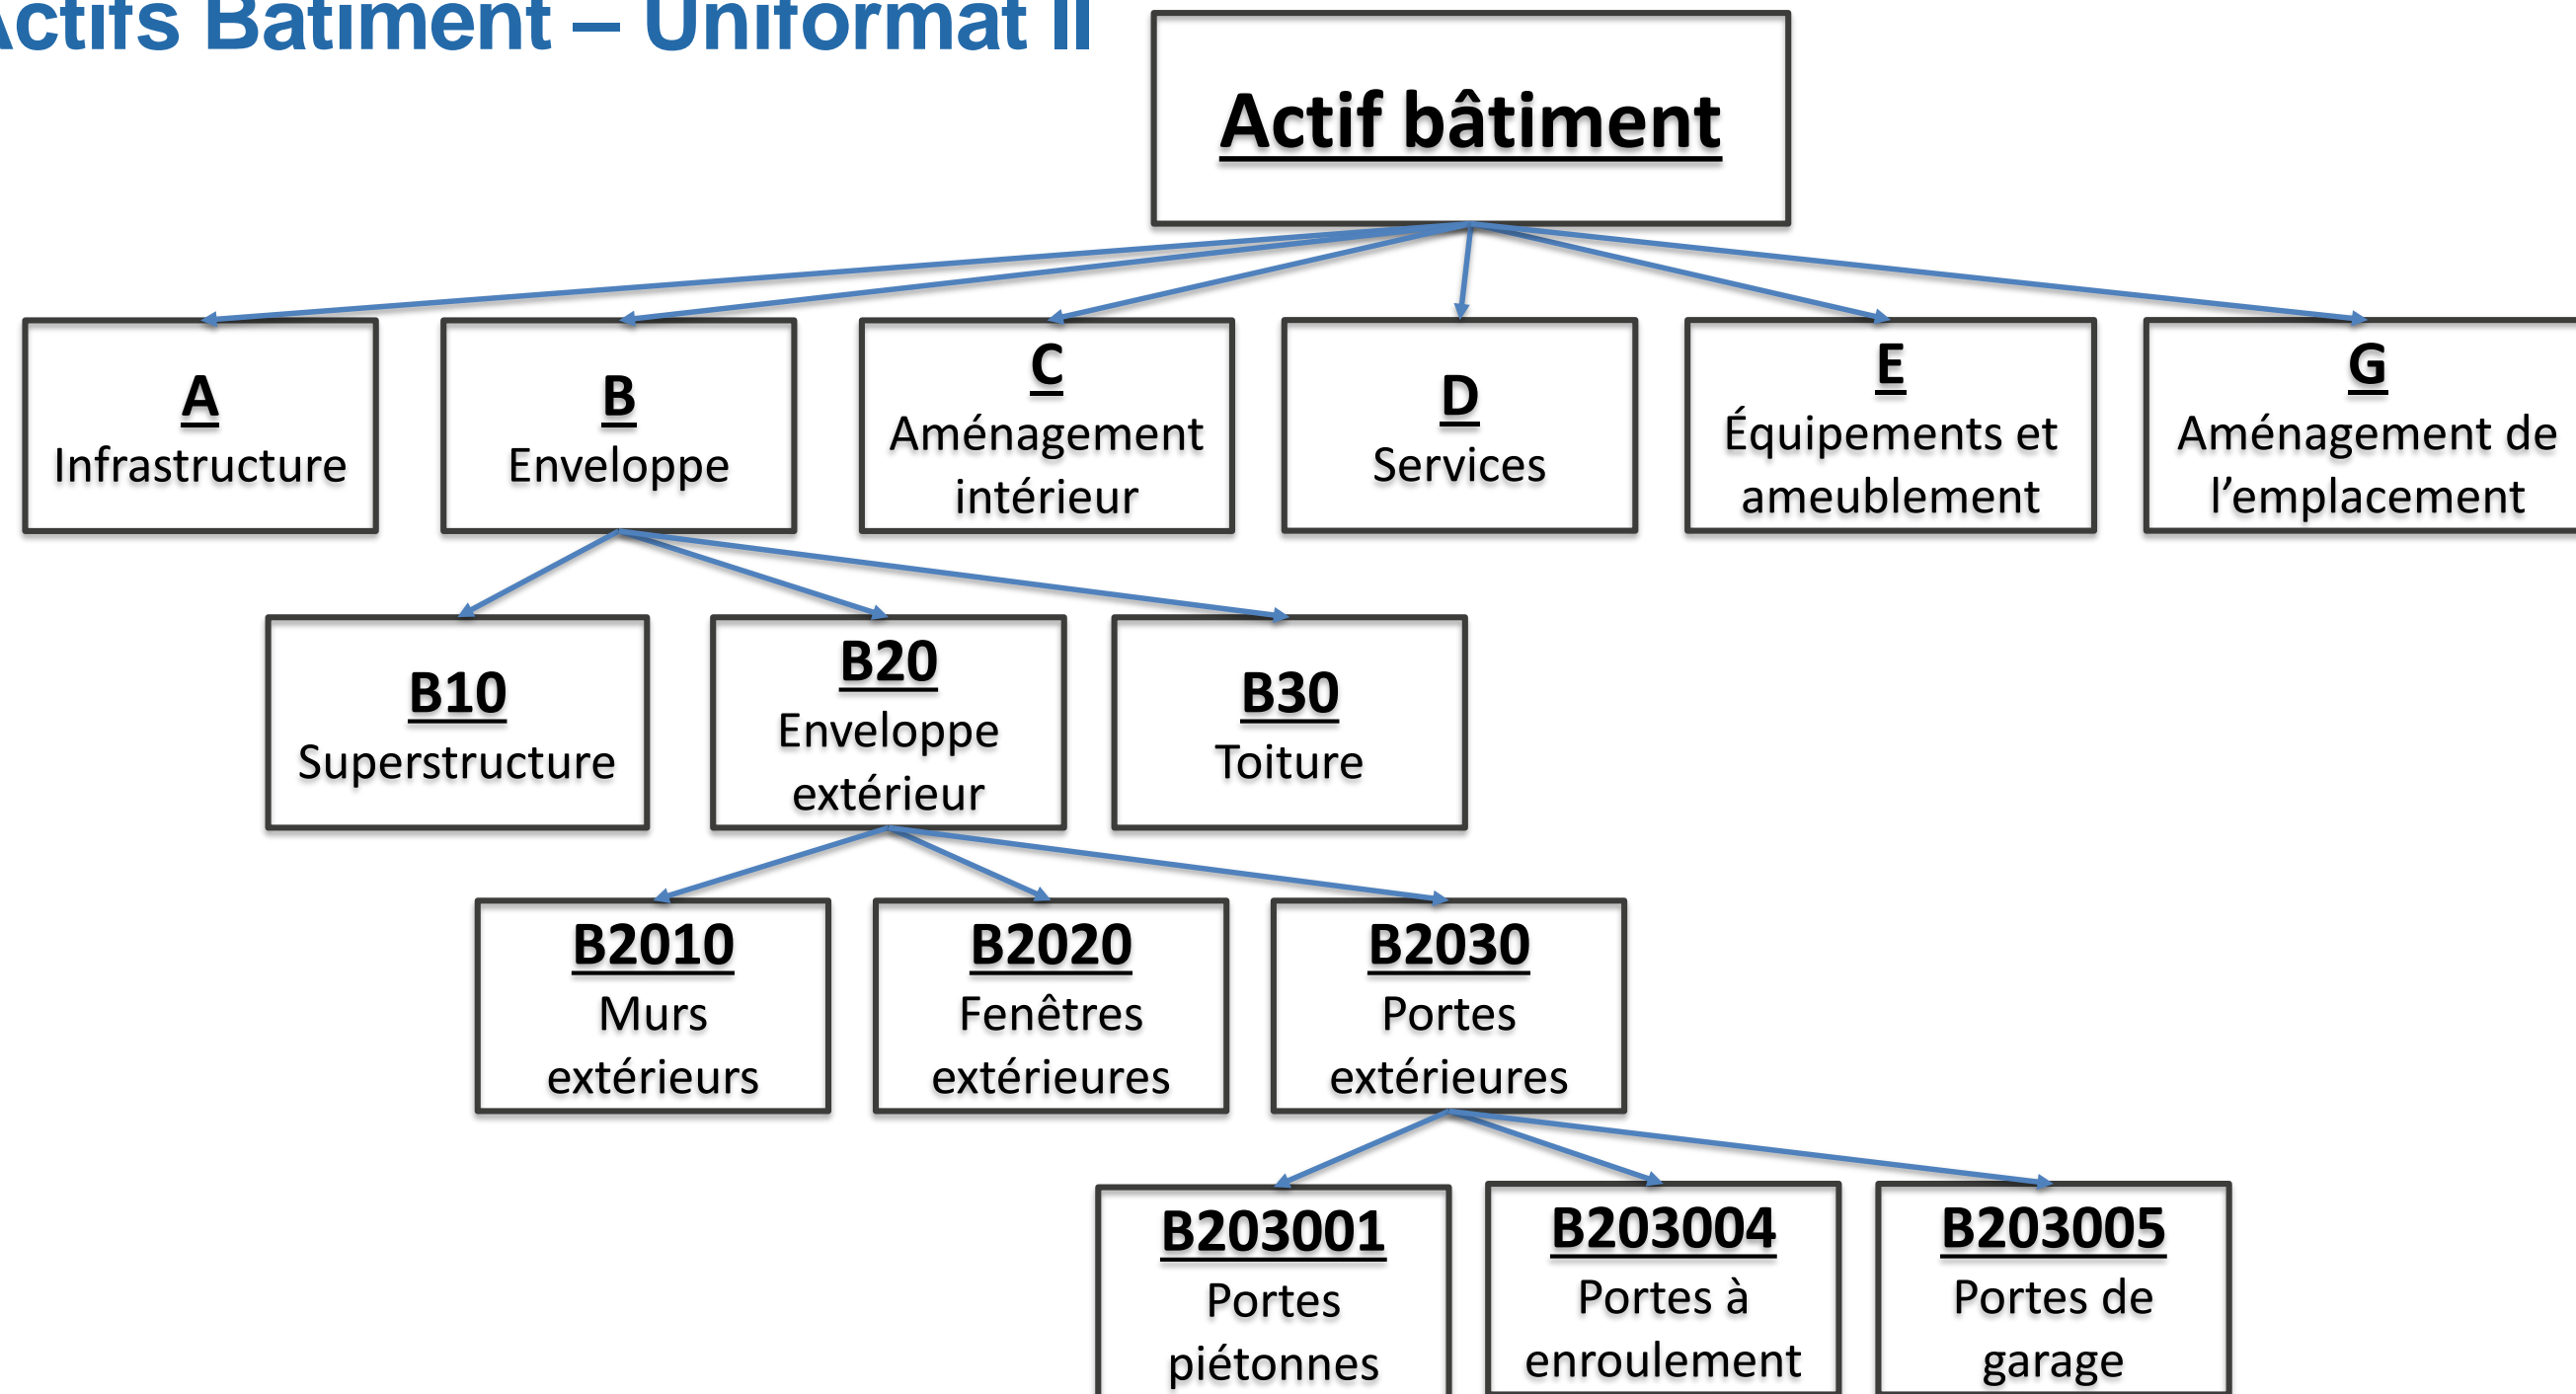 Actifs Bâtiment – Uniformat II
Actif bâtiment
A
Infrastructure
B
Enveloppe
C
Aménagement
intérieur
D
Services
E
Équipements et
ameublement
G
Aménagement de
l’emplacement
B10
Superstructure
B20
Enveloppe
extérieur
B30
Toiture
B2010
Murs
extérieurs
B2020
Fenêtres
extérieures
B2030
Portes
extérieures
B203001
Portes
piétonnes
B203004
Portes à
enroulement
B203005
Portes de
garage